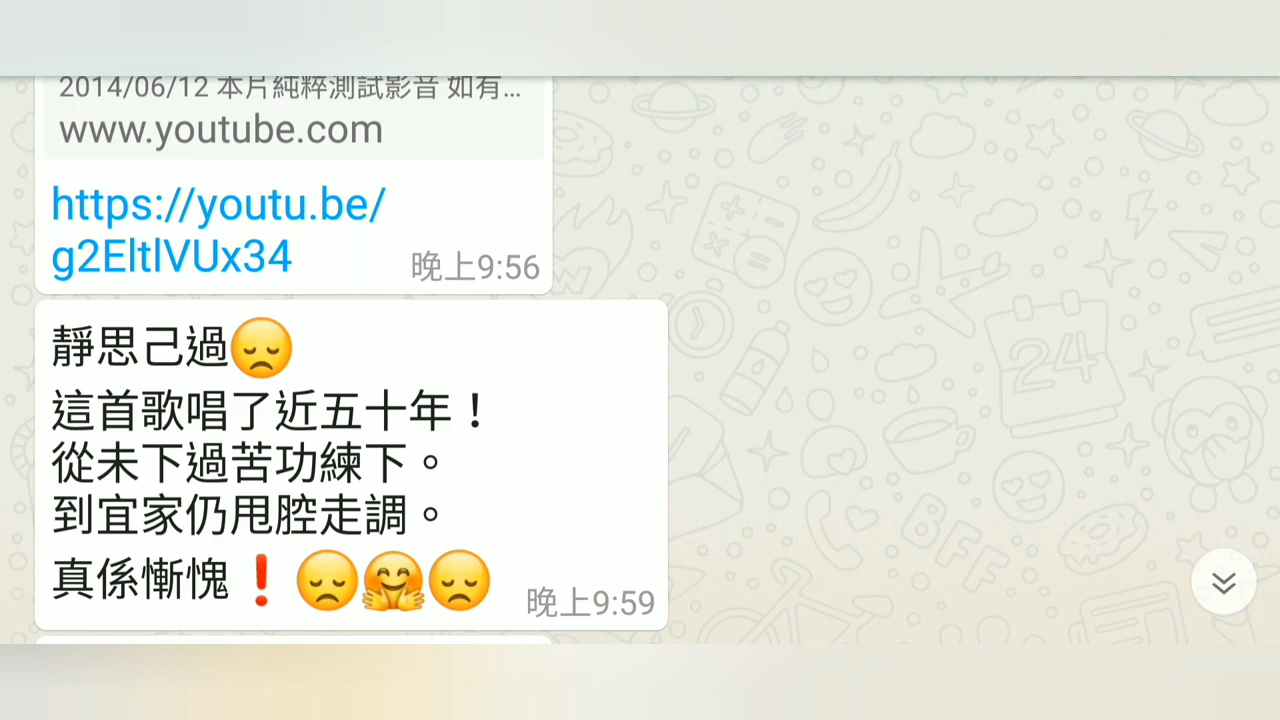 2014/06/12 本片純粹測試影音 如有...
www.youtube.com
https://youtu.be/
g2EltlVUx34
晚上9:56
靜思己過😞
這首歌唱了近五十年！
從未下過苦功練下。
到宜家仍甩腔走調。
真係慚愧❗😞🤗😞
晚上9:59